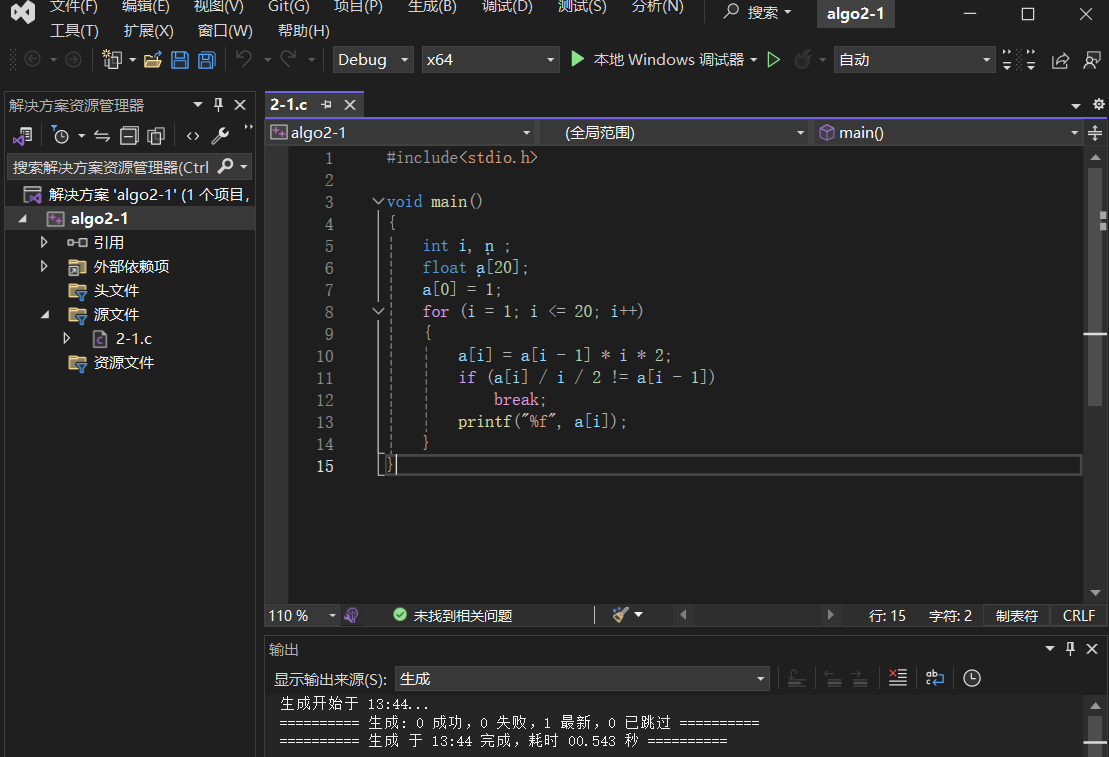 文件(F) 编辑(E) 视图(V) Git(G) 项目(P) 生成(B) 调试(D) 测试(S) 分析(N) 搜索 algo2-1
工具(T) 扩展(X) 窗口(W) 帮助(H)
Debug x64 本地 Windows 调试器 自动
解决方案资源管理器
搜索解决方案资源管理器(Ctrl
解决方案 'algo2-1' (1 个项目,
algo2-1
引用
外部依赖项
头文件
源文件
2-1.c
资源文件
2-1.c
algo2-1 (全局范围) main()
1 #include<stdio.h>
2
3 void main()
4 {
5 int i, n ;
6 float a[20];
7 a[0] = 1;
8 for (i = 1; i <= 20; i++)
9 {
10 a[i] = a[i - 1] * i * 2;
11 if (a[i] / i / 2 != a[i - 1])
12 break;
13 printf("%f", a[i]);
14 }
15 }
110 % 未找到相关问题 行: 15 字符: 2 制表符 CRLF
输出
显示输出来源(S): 生成
生成开始于 13:44...
========== 生成: 0 成功，0 失败，1 最新，0 已跳过 ==========
========== 生成 于 13:44 完成，耗时 00.543 秒 ==========